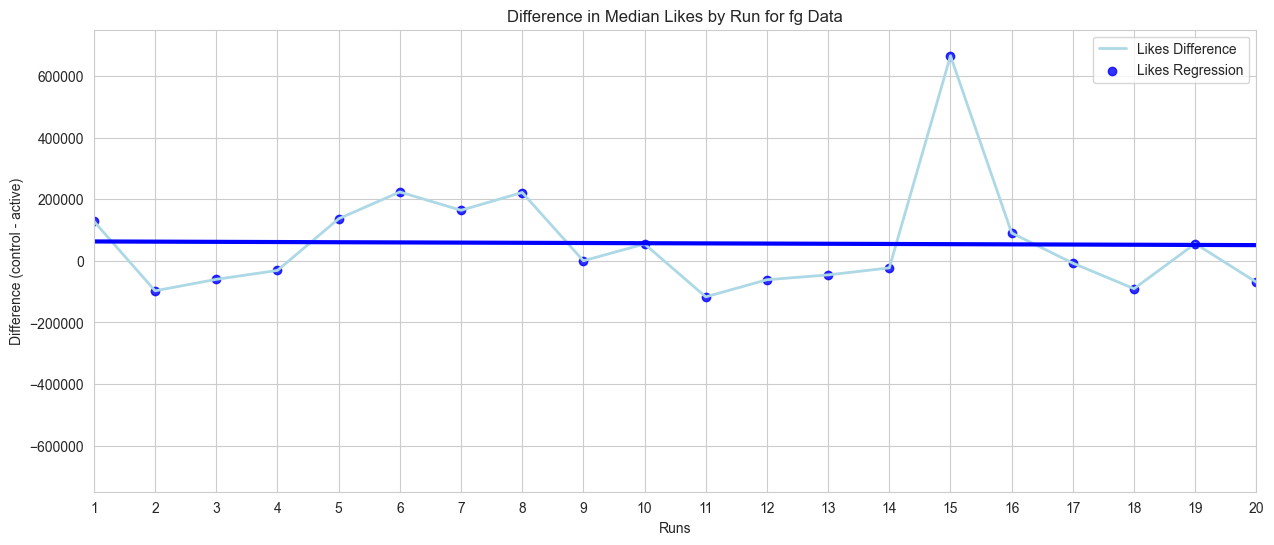 Difference in Median Likes by Run for fg Data
Likes Difference
Likes Regression
Difference (control - active)
600000
400000
200000
0
−200000
−400000
−600000
1 2 3 4 5 6 7 8 9 10 11 12 13 14 15 16 17 18 19 20
Runs